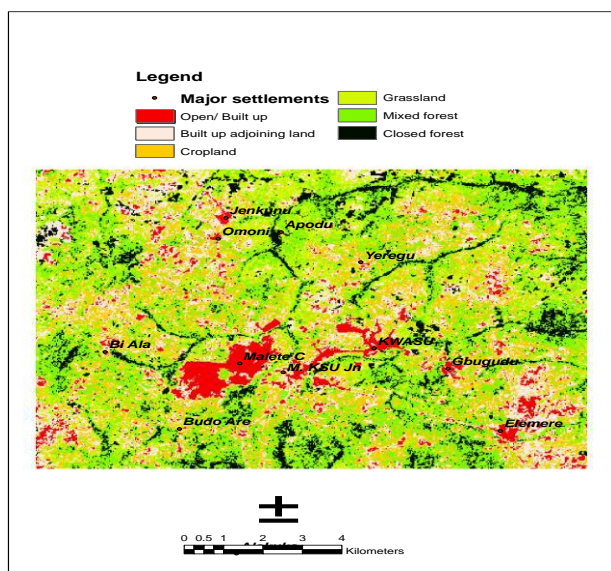 Legend
Major settlements
Open/ Built up
Built up adjoining land
Cropland
Grassland
Mixed forest
Closed forest
Jenkunu
Omoni
Apodu
Yeregu
Bi Ala
Malete C
M. KSU Jn
KWASU
Gbugudu
Budo Are
Elemere
0 0.5 1 2 3 4
Kilometers